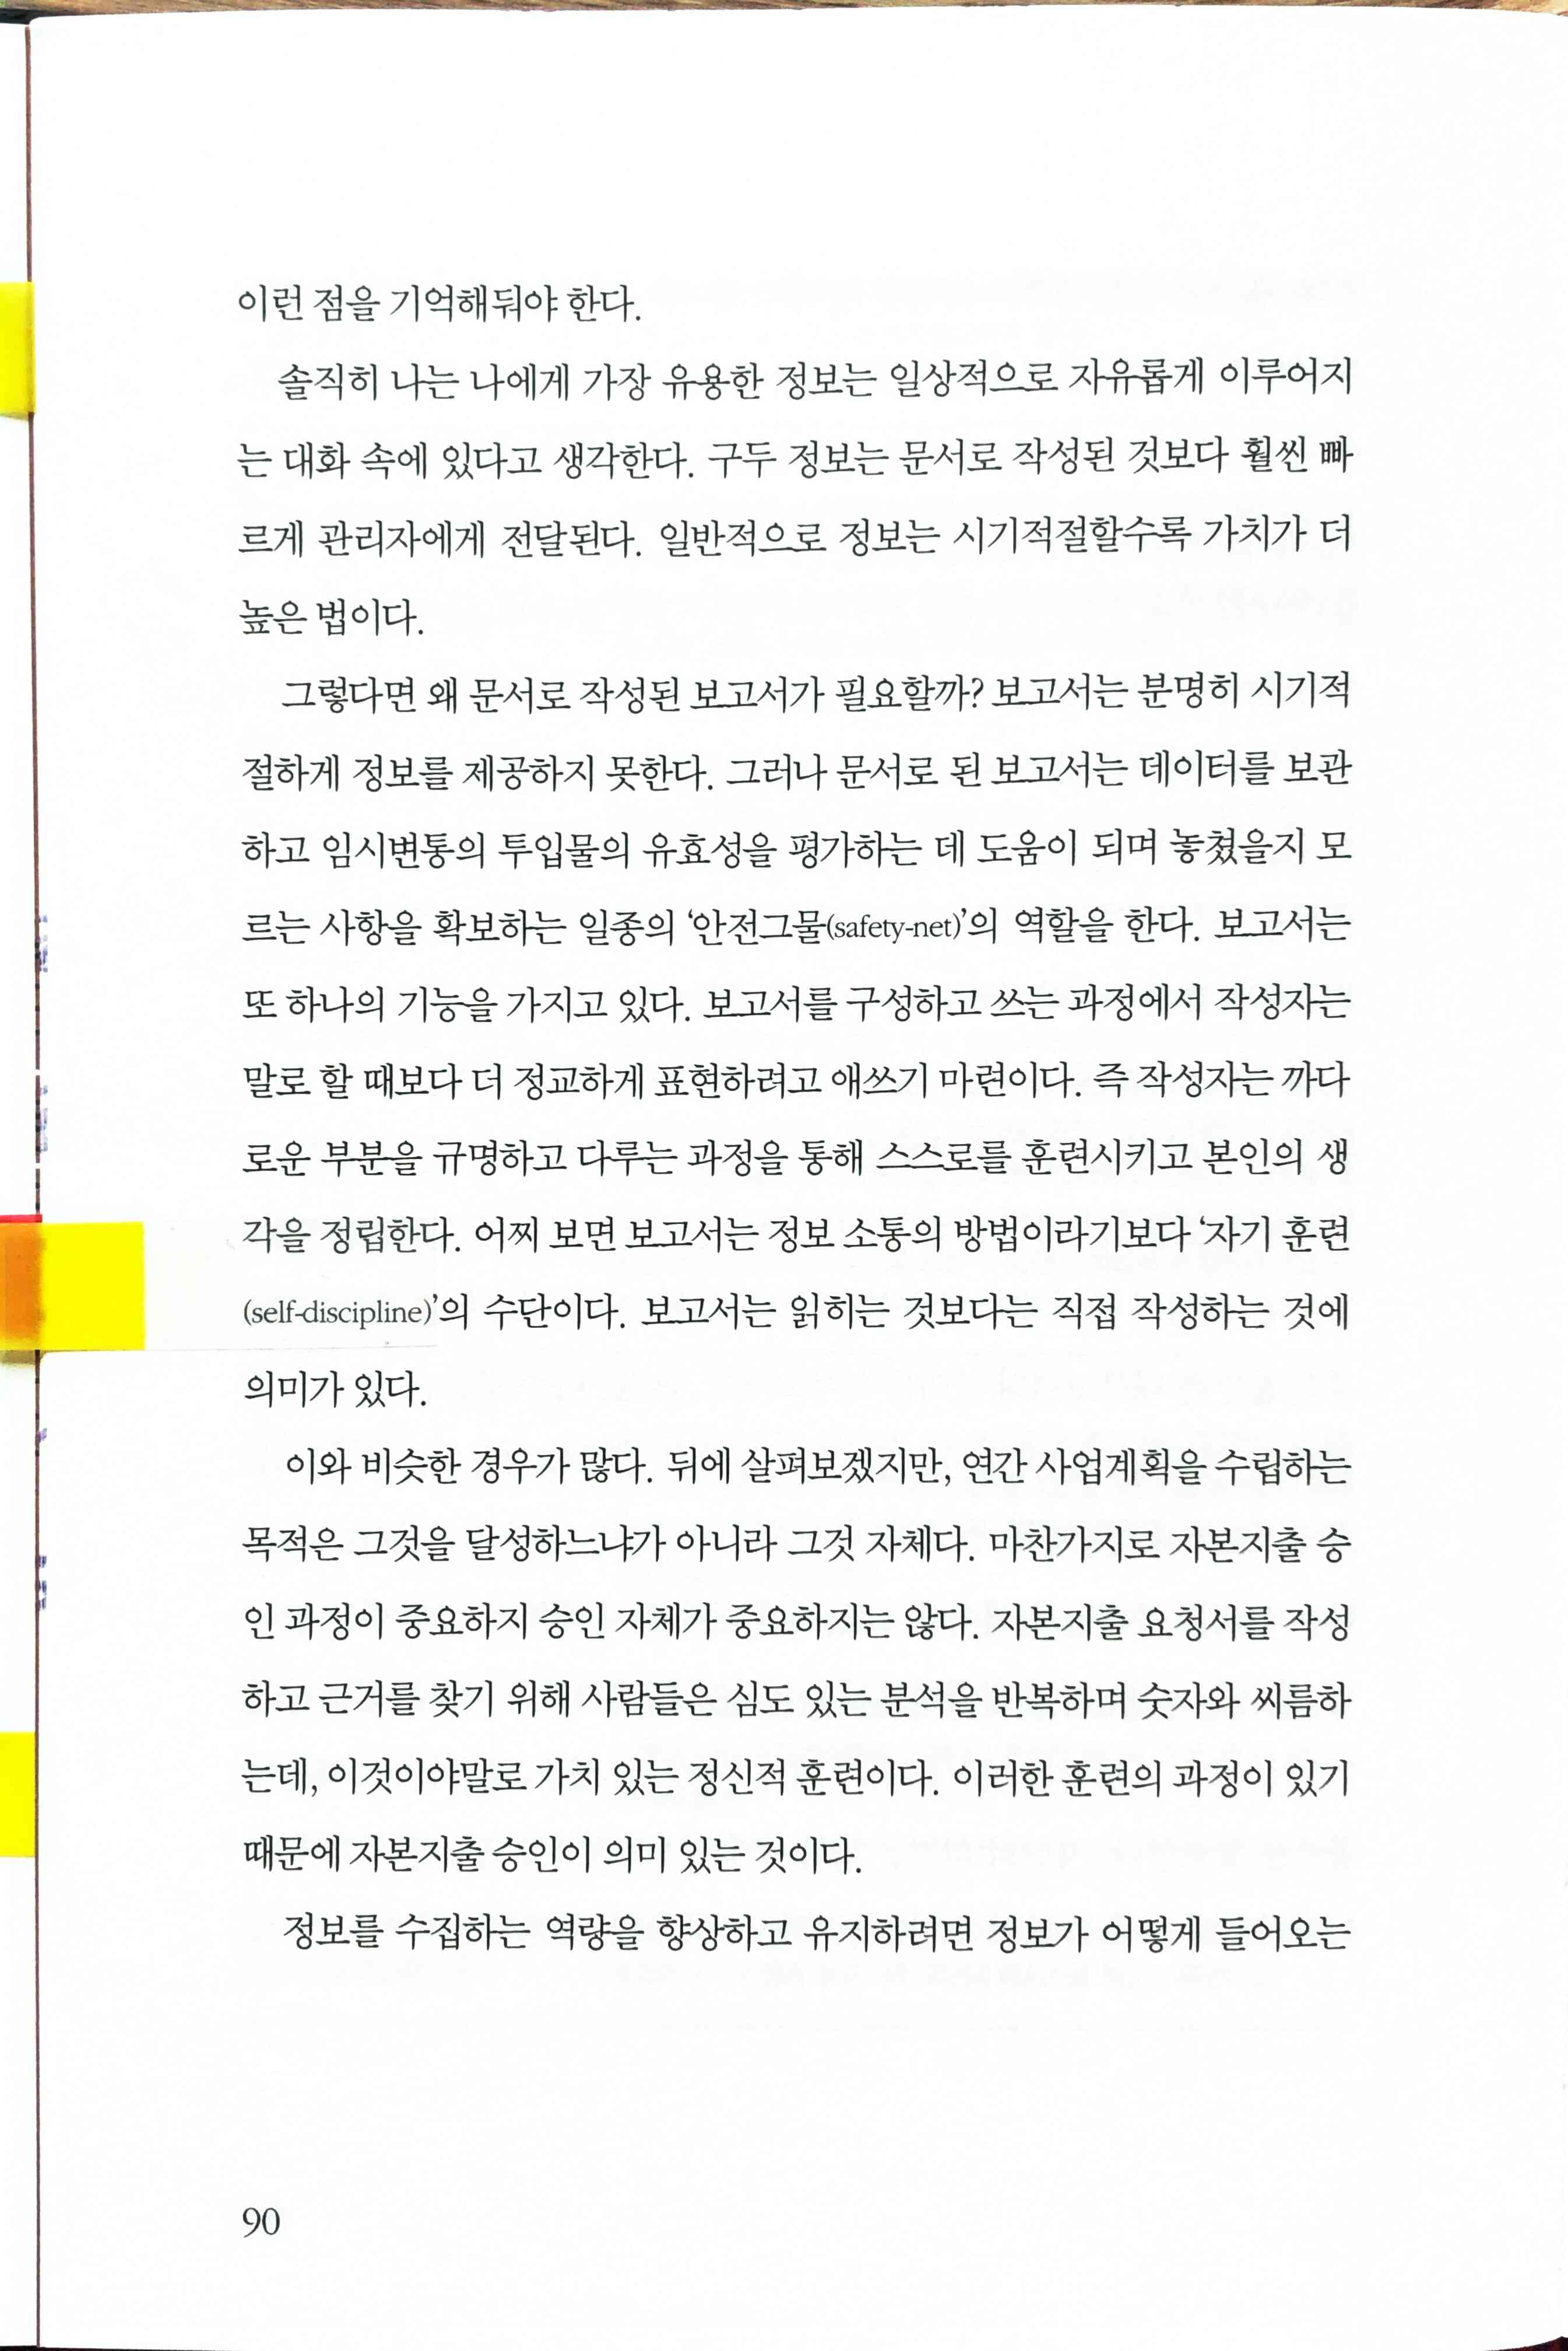 이런 점을 기억해둬야 한다.
솔직히 나는 나에게 가장 유용한 정보는 일상적으로 자유롭게 이루어지
는 대화 속에 있다고 생각한다. 구두 정보는 문서로 작성된 것보다 훨씬 빠
르게 관리자에게 전달된다. 일반적으로 정보는 시기적절할수록 가치가 더
높은 법이다.
그렇다면 왜 문서로 작성된 보고서가 필요할까? 보고서는 분명히 시기적
절하게 정보를 제공하지 못한다. 그러나 문서로 된 보고서는 데이터를 보관
하고 임시변통의 투입물의 유효성을 평가하는 데 도움이 되며 놓쳤을지 모
르는 사항을 확보하는 일종의 ‘안전그물(safety-net)’의 역할을 한다. 보고서는
또 하나의 기능을 가지고 있다. 보고서를 구성하고 쓰는 과정에서 작성자는
말로 할 때보다 더 정교하게 표현하려고 애쓰기 마련이다. 즉 작성자는 까다
로운 부분을 규명하고 다루는 과정을 통해 스스로를 훈련시키고 본인의 생
각을 정립한다. 어찌 보면 보고서는 정보 소통의 방법이라기보다 ‘자기 훈련
(self-discipline)’의 수단이다. 보고서는 읽히는 것보다는 직접 작성하는 것에
의미가 있다.
이와 비슷한 경우가 많다. 뒤에 살펴보겠지만, 연간 사업계획을 수립하는
목적은 그것을 달성하느냐가 아니라 그것 자체다. 마찬가지로 자본지출 승
인 과정이 중요하지 승인 자체가 중요하지는 않다. 자본지출 요청서를 작성
하고 근거를 찾기 위해 사람들은 심도 있는 분석을 반복하며 숫자와 씨름하
는데, 이것이야말로 가치 있는 정신적 훈련이다. 이러한 훈련의 과정이 있기
때문에 자본지출 승인이 의미 있는 것이다.
정보를 수집하는 역량을 향상하고 유지하려면 정보가 어떻게 들어오는
90